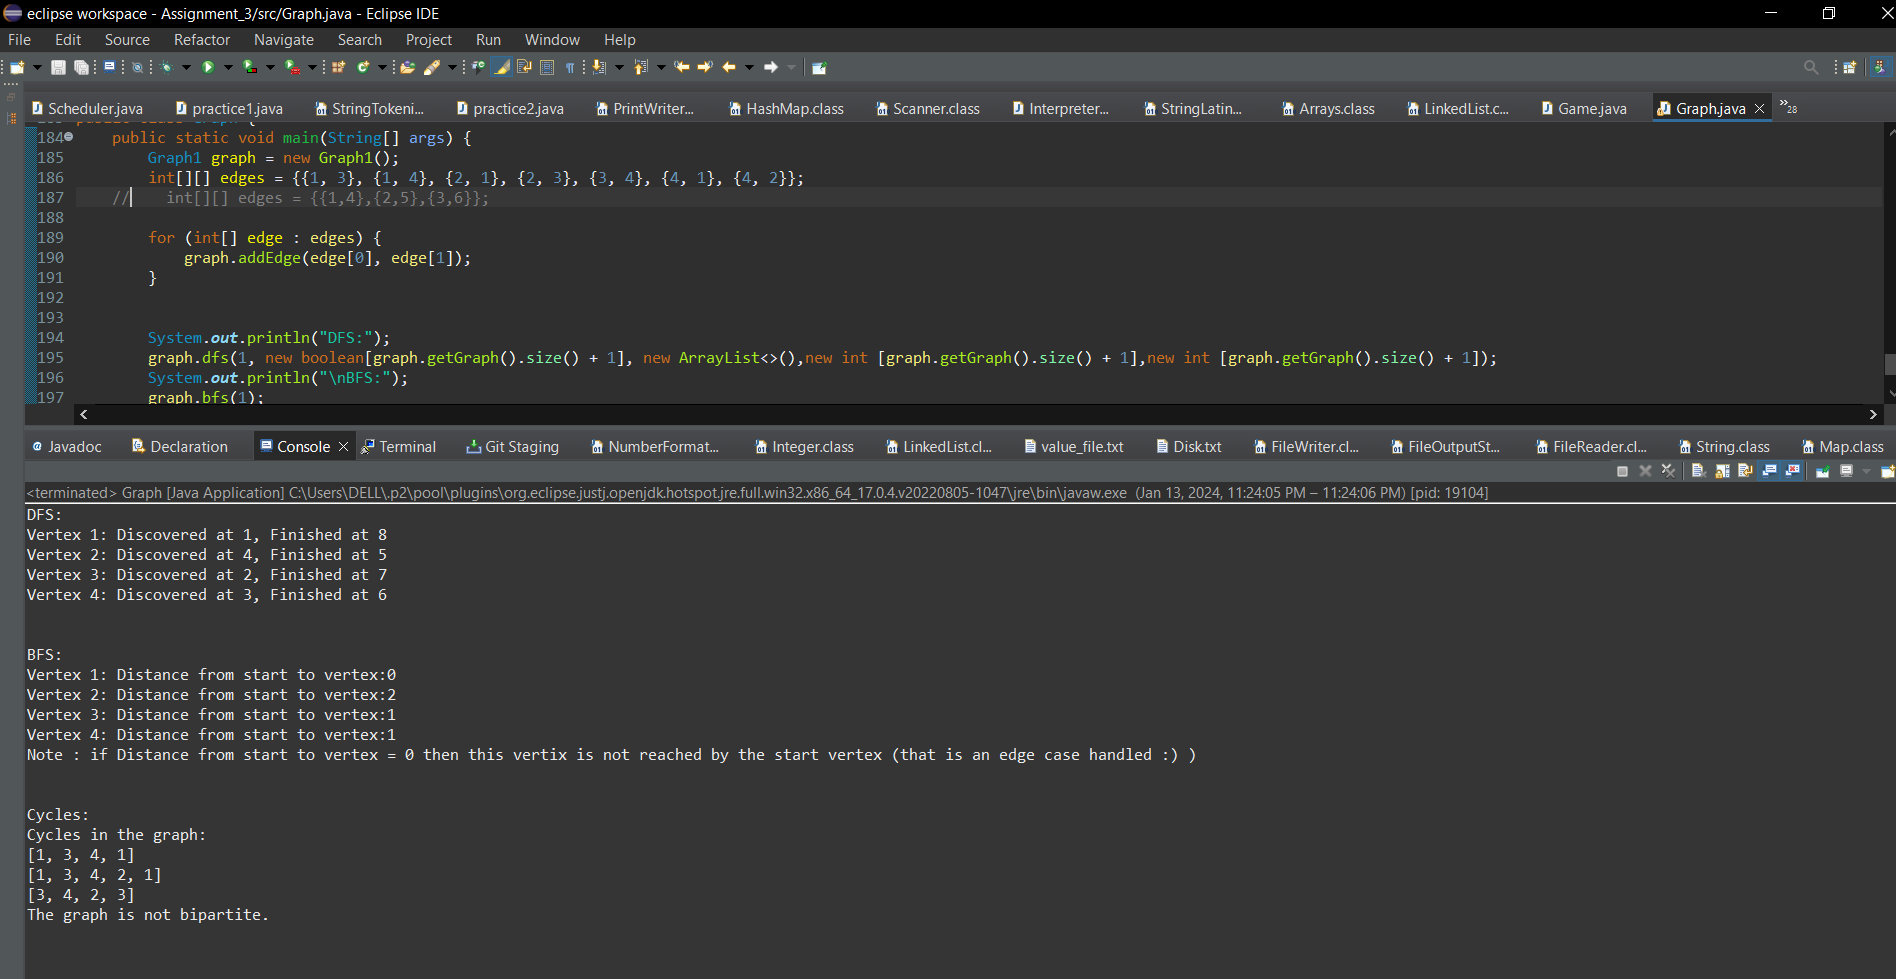 eclipse workspace - Assignment_3/src/Graph.java - Eclipse IDE
File Edit Source Refactor Navigate Search Project Run Window Help
Scheduler.java practice1.java StringTokeni... practice2.java PrintWriter... HashMap.class Scanner.class Interpreter... StringLatin... Arrays.class LinkedList.c... Game.java Graph.java »28
184 public static void main(String[] args) {
185 Graph1 graph = new Graph1();
186 int[][] edges = {{1, 3}, {1, 4}, {2, 1}, {2, 3}, {3, 4}, {4, 1}, {4, 2}};
187 // int[][] edges = {{1,4},{2,5},{3,6}};
188
189 for (int[] edge : edges) {
190 graph.addEdge(edge[0], edge[1]);
191 }
192
193
194 System.out.println("DFS:");
195 graph.dfs(1, new boolean[graph.getGraph().size() + 1], new ArrayList<>(),new int [graph.getGraph().size() + 1],new int [graph.getGraph().size() + 1]);
196 System.out.println("\nBFS:");
197 graph.bfs(1);
Javadoc Declaration Console Terminal Git Staging NumberFormat... Integer.class LinkedList.cl... value_file.txt Disk.txt FileWriter.cl... FileOutputSt... FileReader.cl... String.class Map.class
<terminated> Graph [Java Application] C:\Users\DELL\.p2\pool\plugins\org.eclipse.justj.openjdk.hotspot.jre.full.win32.x86_64_17.0.4.v20220805-1047\jre\bin\javaw.exe (Jan 13, 2024, 11:24:05 PM – 11:24:06 PM) [pid: 19104]
DFS:
Vertex 1: Discovered at 1, Finished at 8
Vertex 2: Discovered at 4, Finished at 5
Vertex 3: Discovered at 2, Finished at 7
Vertex 4: Discovered at 3, Finished at 6
BFS:
Vertex 1: Distance from start to vertex:0
Vertex 2: Distance from start to vertex:2
Vertex 3: Distance from start to vertex:1
Vertex 4: Distance from start to vertex:1
Note : if Distance from start to vertex = 0 then this vertix is not reached by the start vertex (that is an edge case handled :) )
Cycles:
Cycles in the graph:
[1, 3, 4, 1]
[1, 3, 4, 2, 1]
[3, 4, 2, 3]
The graph is not bipartite.